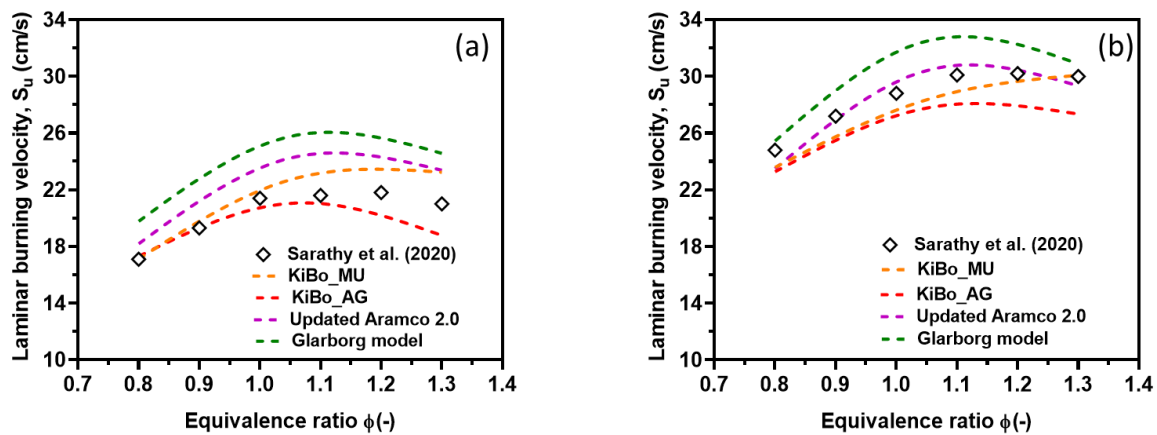 (a)
Laminar burning velocity, Su (cm/s)
34
30
26
22
18
14
10
Sarathy et al. (2020)
KiBo_MU
KiBo_AG
Updated Aramco 2.0
Glarborg model
0.7 0.8 0.9 1.0 1.1 1.2 1.3 1.4
Equivalence ratio ϕ(-)
(b)
Laminar burning velocity, Su (cm/s)
34
30
26
22
18
14
10
Sarathy et al. (2020)
KiBo_MU
KiBo_AG
Updated Aramco 2.0
Glarborg model
0.7 0.8 0.9 1.0 1.1 1.2 1.3 1.4
Equivalence ratio ϕ(-)